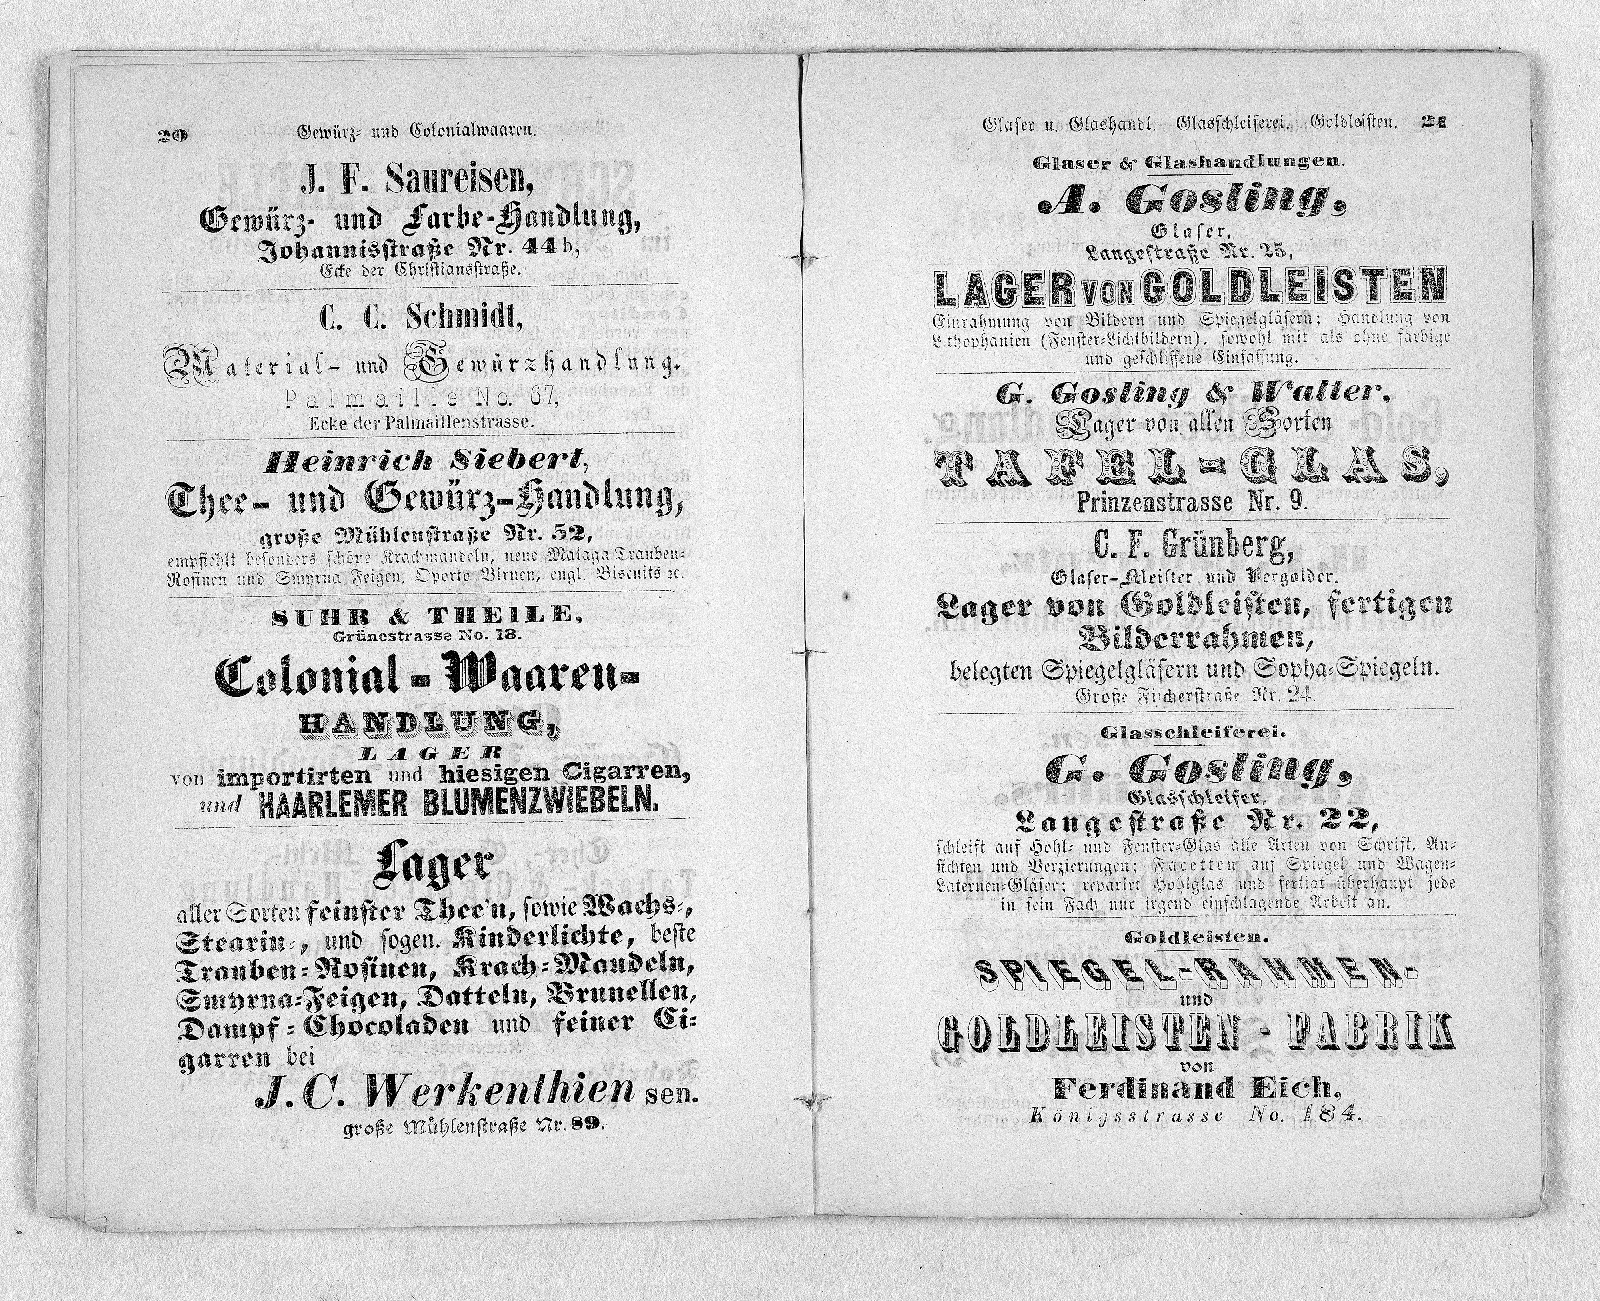 20
Gewürz- und Colonialwaaren.
J. F. Saureisen,
Gewürz- und Farbe-Handlung,
Johannisstraße Nr. 44b,
Ecke der Christiansstraße.
C. C. Schmidt,
Material- und Gewürzhandlung.
Palmaille No. 67,
Ecke der Palmaillenstrasse.
Heinrich Siebert,
Thee- und Gewürz-Handlung,
große Mühlenstraße Nr. 52,
empfiehlt besonders schöne Krachmandeln, neue Malaga Trauben-
Rosinen und Smyrna Feigen, Oporto Birnen, engl. Biscuits ꝛc.
SUHR & THEILE,
Grünestrasse No. 18.
Colonial-Waaren-
HANDLUNG,
LAGER
von importirten und hiesigen Cigarren,
und HAARLEMER BLUMENZWIEBELN.
Lager
aller Sorten feinster Thee'n, sowie Wachs-,
Stearin-, und sogen. Kinderlichte, beste
Trauben-Rosinen, Krach-Mandeln,
Smyrna-Feigen, Datteln, Brunellen,
Dampf-Chocoladen und feiner Ci-
garren bei
J. C. Werkenthien sen.
große Mühlenstraße Nr. 89.
Glaser u. Glashandl. Glasschleiferei. Goldleisten. 21
Glaser & Glashandlungen.
A. Gosling,
Glaser,
Langestraße Nr. 25,
LAGER VON GOLDLEISTEN
Einrahmung von Bildern und Spiegelgläsern; Handlung von
Lithophanien (Fenster-Lichtbildern), sowohl mit als ohne farbige
und geschliffene Einfassung.
G. Gosling & Walter,
Lager von allen Sorten
TAFEL-GLAS,
Prinzenstrasse Nr. 9.
C. F. Grünberg,
Glaser-Meister und Vergolder.
Lager von Goldleisten, fertigen
Bilderrahmen,
belegten Spiegelgläsern und Sopha-Spiegeln.
Große Fischerstraße Nr. 24
Glasschleiferei.
G. Gosling,
Glasschleifer,
Langestraße Nr. 22,
schleift auf Hohl- und Fenster-Glas alle Arten von Schrift, An-
sichten und Verzierungen; Facetten auf Spiegel und Wagen-
Laternen-Gläser; reparirt Hohlglas und fertigt überhaupt jede
in sein Fach nur irgend einschlagende Arbeit an.
Goldleisten.
SPIEGEL-RAHMEN-
und
GOLDLEISTEN-FABRIK
von
Ferdinand Eich,
Königsstrasse No. 184.